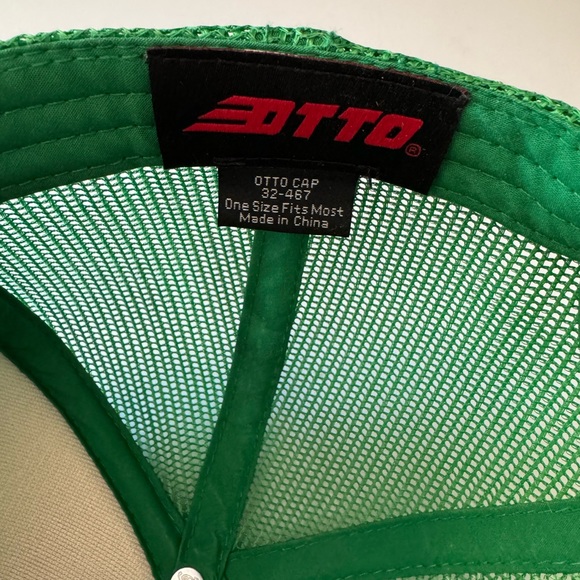 OTTO
®
OTTO CAP
32-467
One Size Fits Most
Made in China